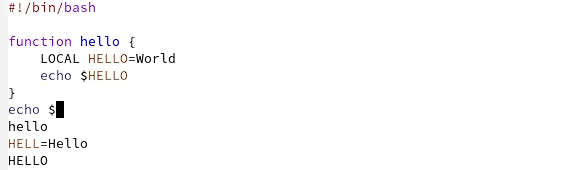 #!/bin/bash
function hello {
LOCAL HELLO=World
echo $HELLO
}
echo $
hello
HELL=Hello
HELLO